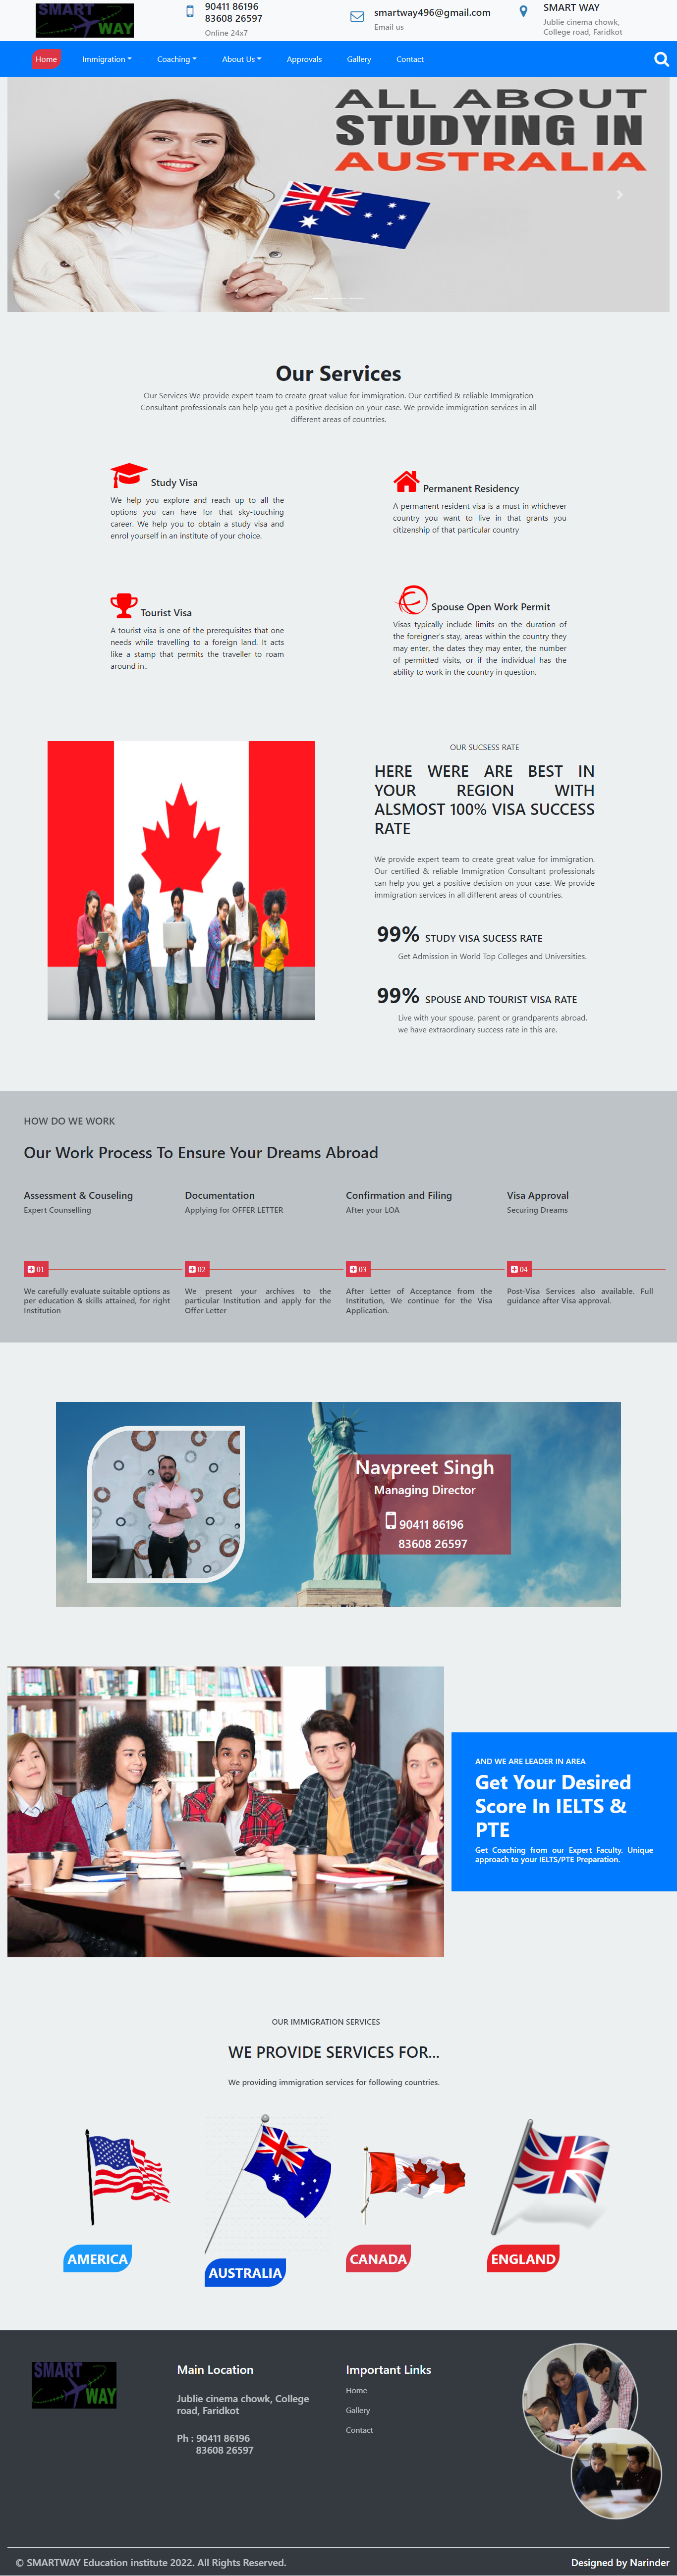 SMART
WAY
90411 86196
83608 26597
Online 24x7
smartway496@gmail.com
Email us
SMART WAY
Jublie cinema chowk,
College road, Faridkot
Home
Immigration
Coaching
About Us
Approvals
Gallery
Contact
ALL ABOUT
STUDYING IN
AUSTRALIA
Our Services
Our Services We provide expert team to create great value for immigration. Our certified & reliable Immigration
Consultant professionals can help you get a positive decision on your case. We provide immigration services in all
different areas of countries.
Study Visa
We help you explore and reach up to all the
options you can have for that sky-touching
career. We help you to obtain a study visa and
enrol yourself in an institute of your choice.
Permanent Residency
A permanent resident visa is a must in whichever
country you want to live in that grants you
citizenship of that particular country
Tourist Visa
A tourist visa is one of the prerequisites that one
needs while travelling to a foreign land. It acts
like a stamp that permits the traveller to roam
around in..
Spouse Open Work Permit
Visas typically include limits on the duration of
the foreigner's stay, areas within the country they
may enter, the dates they may enter, the number
of permitted visits, or if the individual has the
ability to work in the country in question.
OUR SUCSESS RATE
HERE WERE ARE BEST IN
YOUR REGION WITH
ALSMOST 100% VISA SUCCESS
RATE
We provide expert team to create great value for immigration.
Our certified & reliable Immigration Consultant professionals
can help you get a positive decision on your case. We provide
immigration services in all different areas of countries.
99% STUDY VISA SUCESS RATE
Get Admission in World Top Colleges and Universities.
99% SPOUSE AND TOURIST VISA RATE
Live with your spouse, parent or grandparents abroad.
we have extraordinary success rate in this are.
HOW DO WE WORK
Our Work Process To Ensure Your Dreams Abroad
Assessment & Couseling
Expert Counselling
01
We carefully evaluate suitable options as
per education & skills attained, for right
Institution
Documentation
Applying for OFFER LETTER
02
We present your archives to the
particular Institution and apply for the
Offer Letter
Confirmation and Filing
After your LOA
03
After Letter of Acceptance from the
Institution, We continue for the Visa
Application.
Visa Approval
Securing Dreams
04
Post-Visa Services also available. Full
guidance after Visa approval.
Navpreet Singh
Managing Director
90411 86196
83608 26597
AND WE ARE LEADER IN AREA
Get Your Desired
Score In IELTS &
PTE
Get Coaching from our Expert Faculty. Unique
approach to your IELTS/PTE Preparation.
OUR IMMIGRATION SERVICES
WE PROVIDE SERVICES FOR...
We providing immigration services for following countries.
AMERICA
AUSTRALIA
CANADA
ENGLAND
SMART
WAY
Main Location
Jublie cinema chowk, College
road, Faridkot
Ph : 90411 86196
83608 26597
Important Links
Home
Gallery
Contact
© SMARTWAY Education institute 2022. All Rights Reserved.
Designed by Narinder